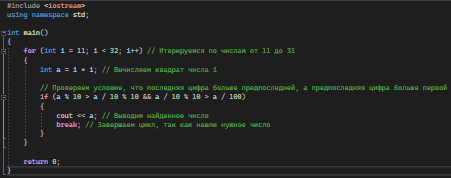 #include <iostream>
using namespace std;
int main()
{
for (int i = 11; i < 32; i++) // Итерируемся по числам от 11 до 31
{
int a = i * i; // Вычисляем квадрат числа i
// Проверяем условие, что последняя цифра больше предпоследней, а предпоследняя цифра больше первой
if (a % 10 > a / 10 % 10 && a / 10 % 10 > a / 100)
{
cout << a; // Выводим найденное число
break; // Завершаем цикл, так как нашли нужное число
}
}
return 0;
}